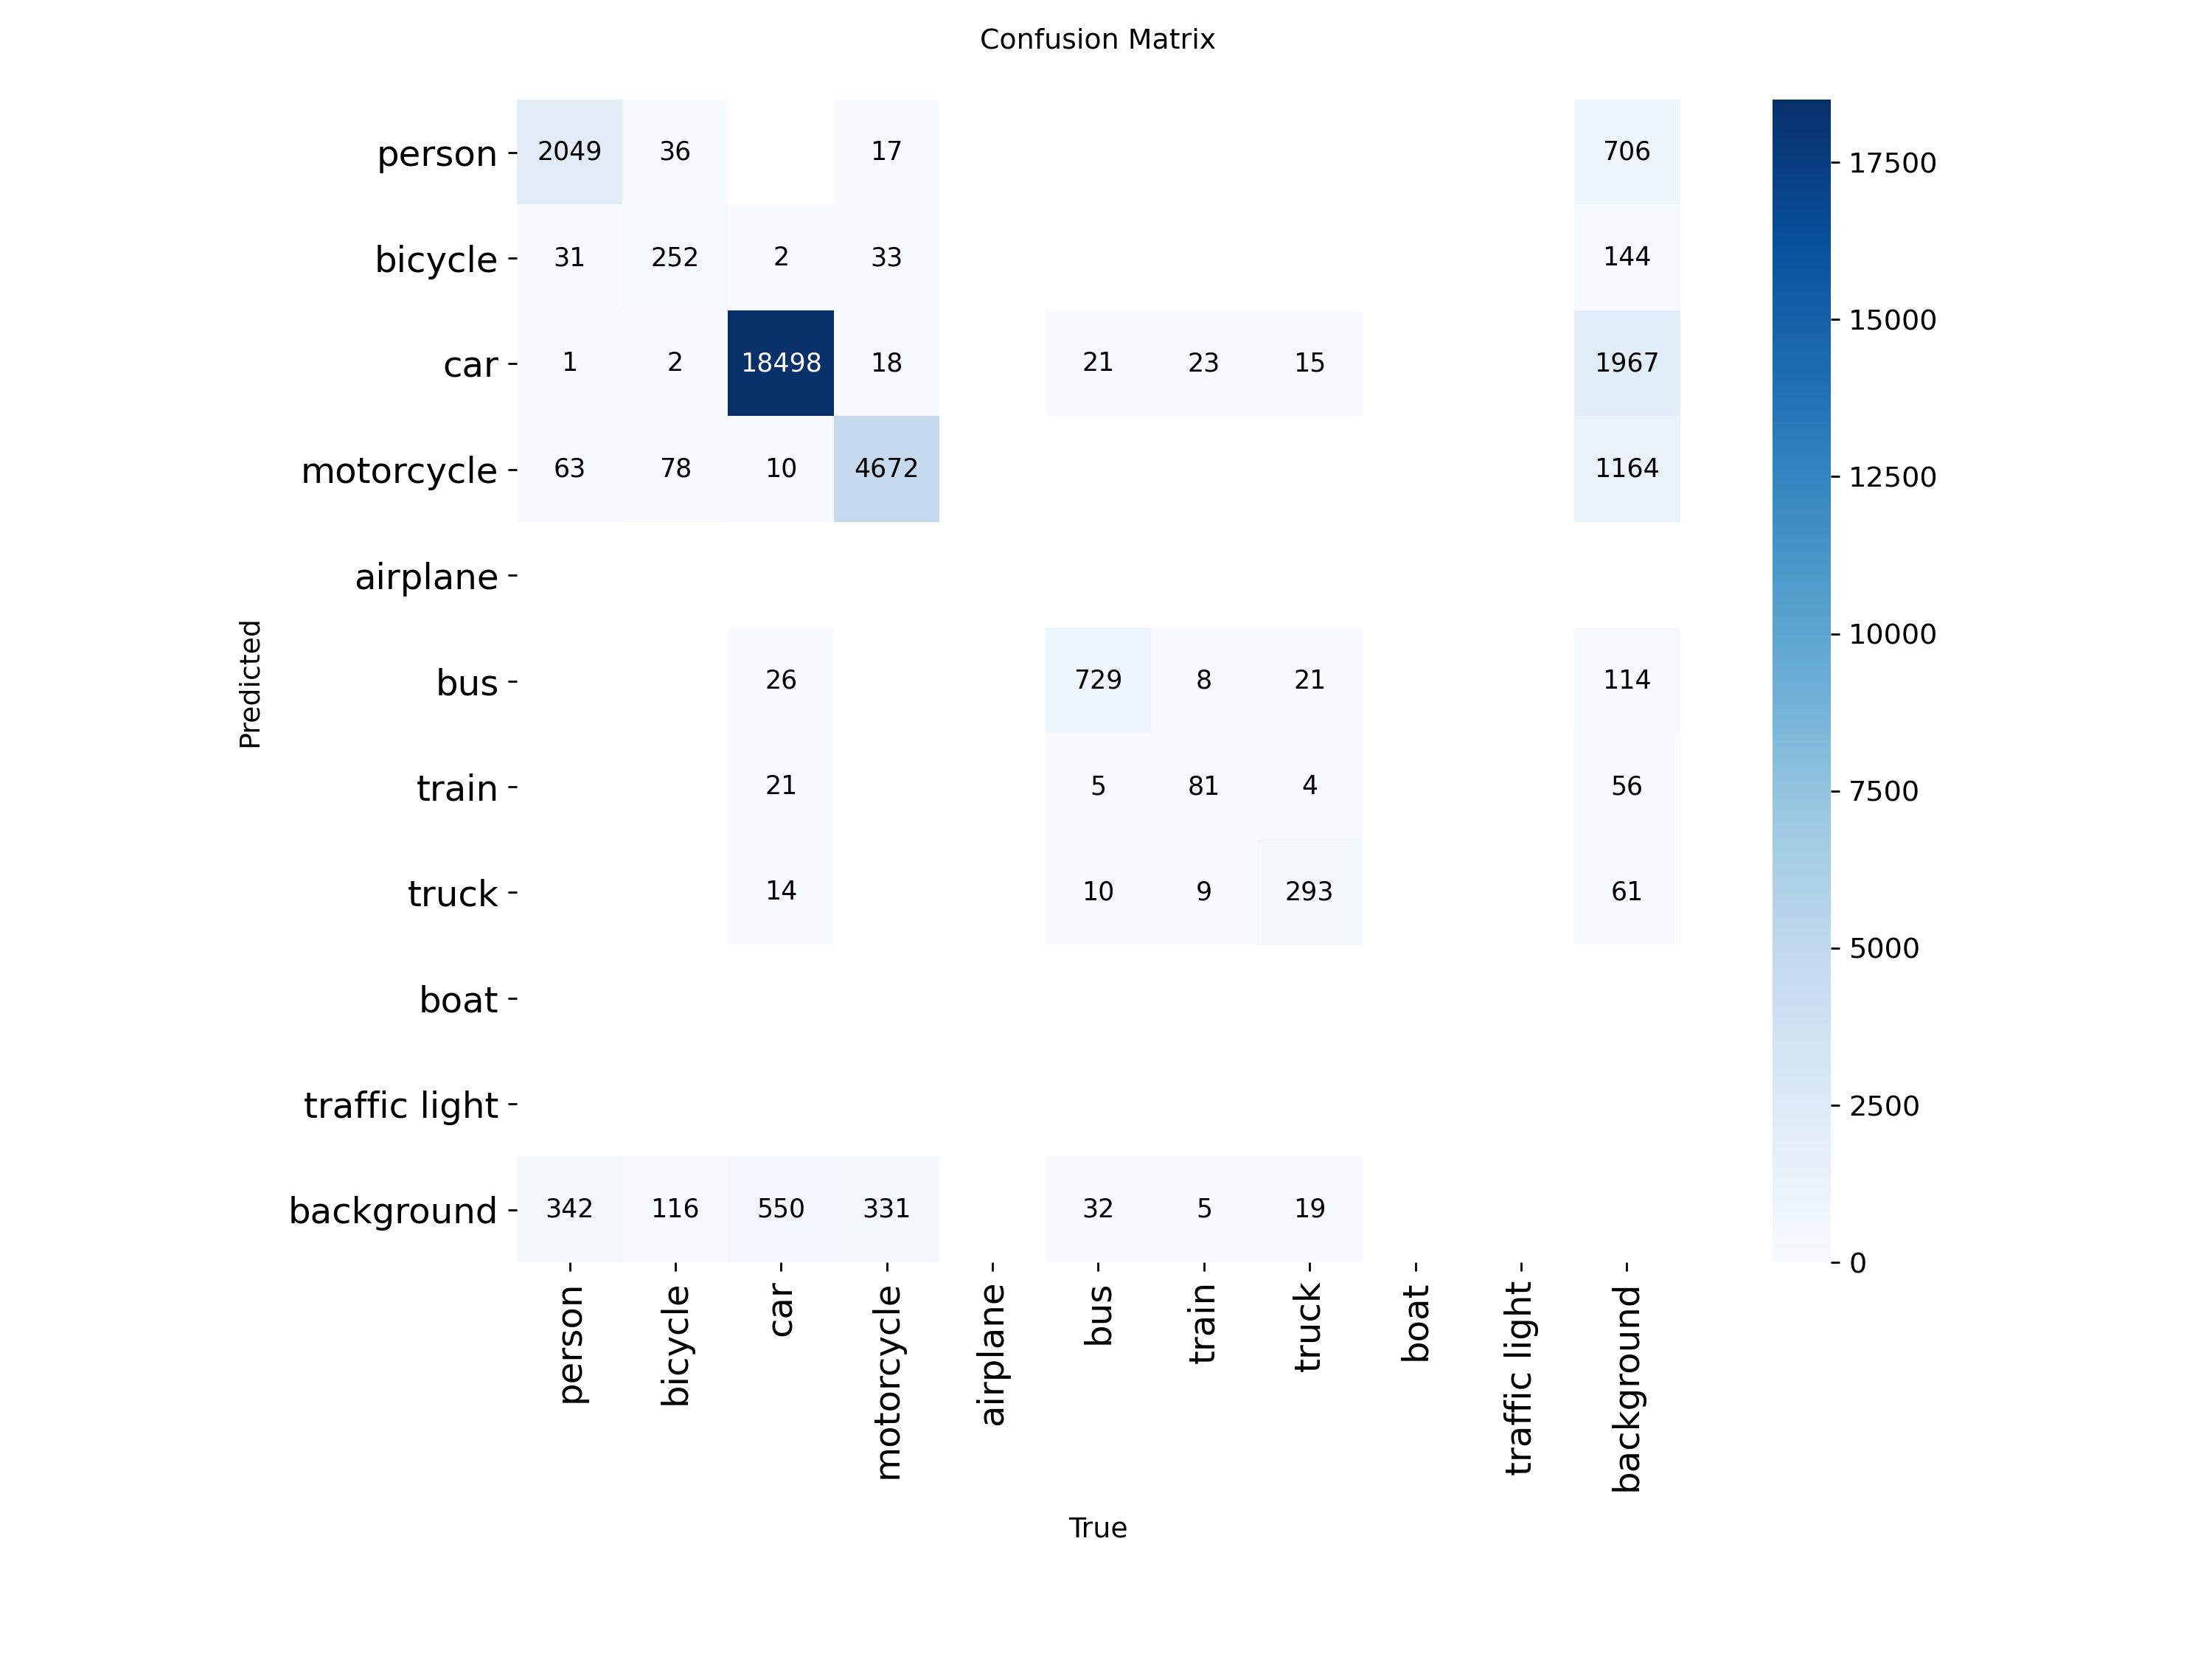 Confusion Matrix
person 2049 36 17 706
bicycle 31 252 2 33 144
car 1 2 18498 18 21 23 15 1967
motorcycle 63 78 10 4672 1164
airplane
bus 26 729 8 21 114
train 21 5 81 4 56
truck 14 10 9 293 61
boat
traffic light
background 342 116 550 331 32 5 19
Predicted
person
bicycle
car
motorcycle
airplane
bus
train
truck
boat
traffic light
background
True
17500
15000
12500
10000
7500
5000
2500
0